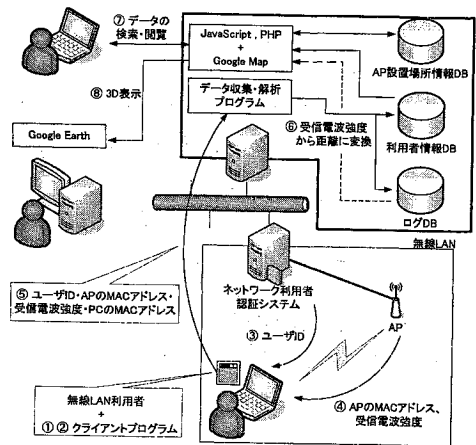 ⑦ データの
検索・閲覧
JavaScript , PHP
+
Google Map
AP設置場所情報DB
⑧ 3D表示
データ収集・解析
プログラム
Google Earth
⑥ 受信電波強度
から距離に変換
利用者情報DB
ログDB
無線LAN
⑤ ユーザID・APのMACアドレス・
受信電波強度・PCのMACアドレス
ネットワーク利用者
認証システム
AP
③ ユーザID
無線LAN利用者
+
① ② クライアントプログラム
④ APのMACアドレス、
受信電波強度